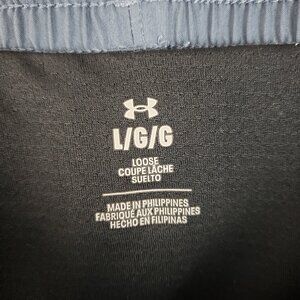 L/G/G
LOOSE
COUPE LÂCHE
SUELTO
MADE IN PHILIPPINES
FABRIQUÉ AUX PHILIPPINES
HECHO EN FILIPINAS